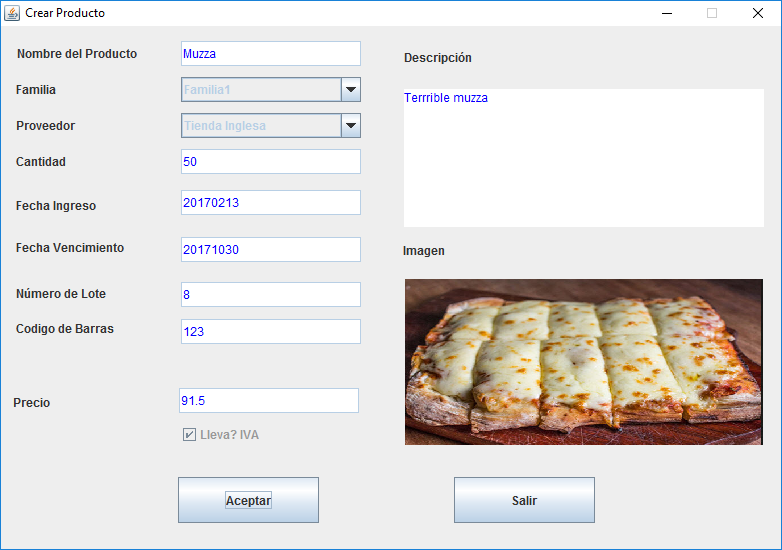 Crear Producto
Nombre del Producto
Muzza
Familia
Familia1
Proveedor
Tienda Inglesa
Cantidad
50
Fecha Ingreso
20170213
Fecha Vencimiento
20171030
Número de Lote
8
Codigo de Barras
123
Precio
91.5
Lleva? IVA
Descripción
Terrrible muzza
Imagen
Aceptar
Salir